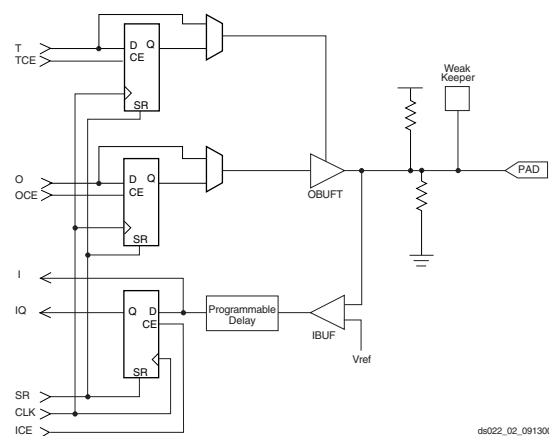 T
TCE
D Q
CE
SR
Weak
Keeper
O
OCE
D Q
CE
SR
OBUFT
PAD
I
IQ
Q D
CE
SR
Programmable
Delay
IBUF
Vref
SR
CLK
ICE
ds022_02_091300